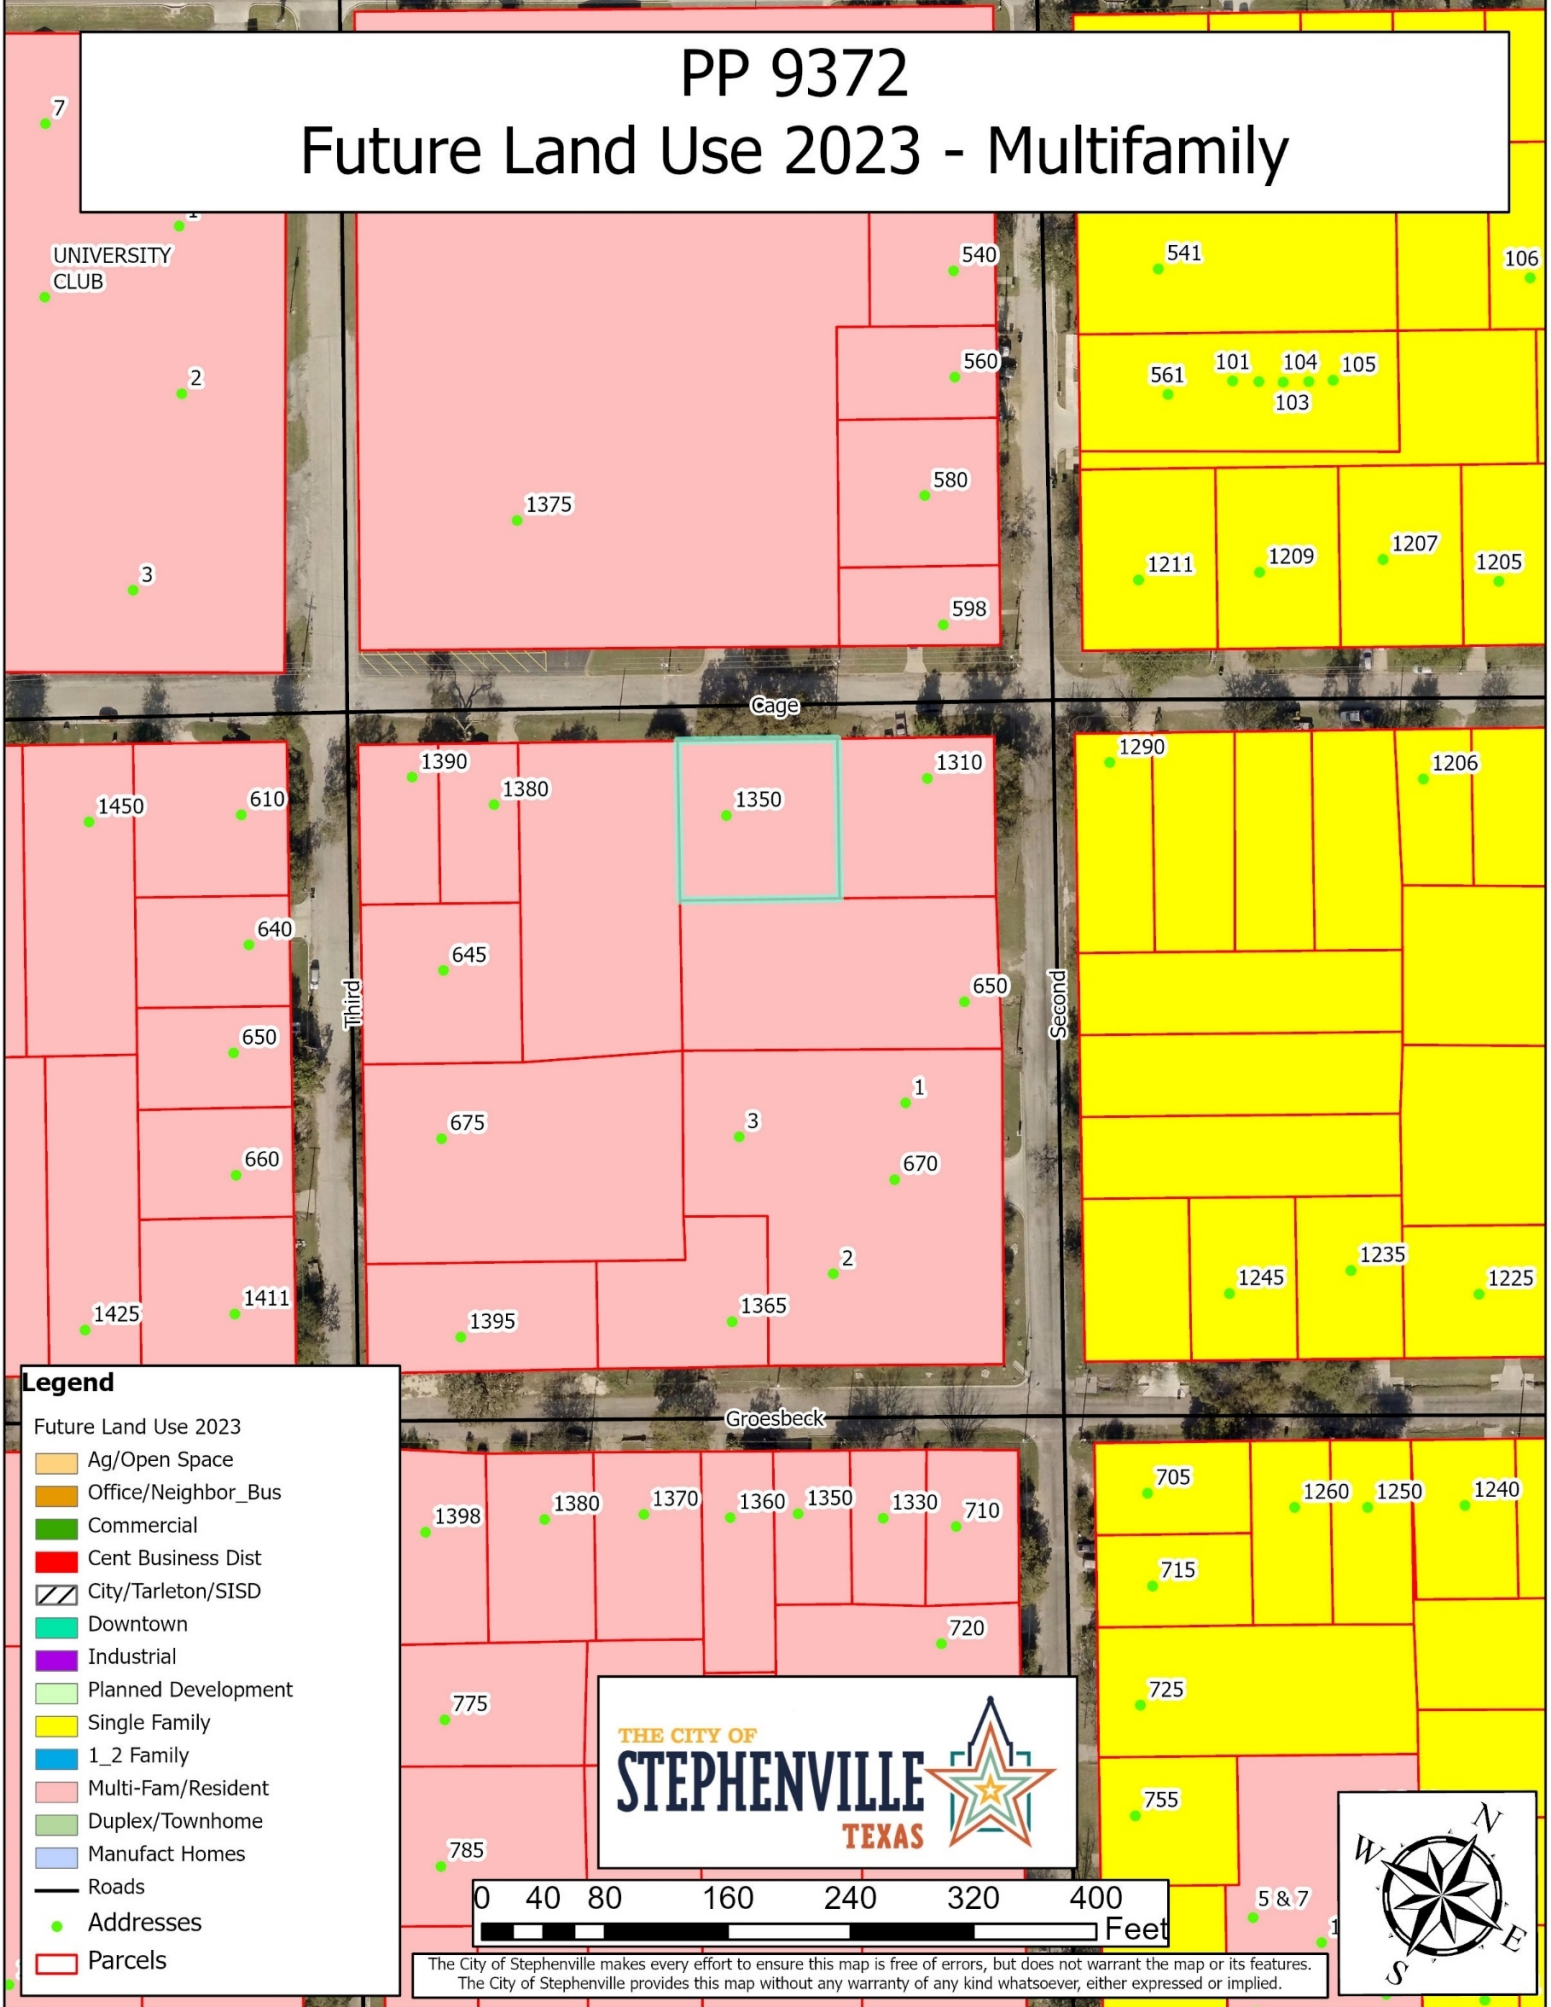 PP 9372
Future Land Use 2023 - Multifamily
7
1
UNIVERSITY
CLUB
2
3
540
560
580
1375
598
541
106
561
101
104
105
103
1211
1209
1207
1205
Cage
1450
610
1390
1380
1350
1310
1290
1206
640
645
650
650
Third
Second
660
675
3
1
670
2
1425
1411
1395
1365
1245
1235
1225
Groesbeck
1398
1380
1370
1360
1350
1330
710
720
775
785
705
1260
1250
1240
715
725
755
5 & 7
Legend
Future Land Use 2023
Ag/Open Space
Office/Neighbor_Bus
Commercial
Cent Business Dist
City/Tarleton/SISD
Downtown
Industrial
Planned Development
Single Family
1_2 Family
Multi-Fam/Resident
Duplex/Townhome
Manufact Homes
Roads
Addresses
Parcels
THE CITY OF
STEPHENVILLE
TEXAS
0 40 80 160 240 320 400
Feet
N
W
E
S
The City of Stephenville makes every effort to ensure this map is free of errors, but does not warrant the map or its features.
The City of Stephenville provides this map without any warranty of any kind whatsoever, either expressed or implied.